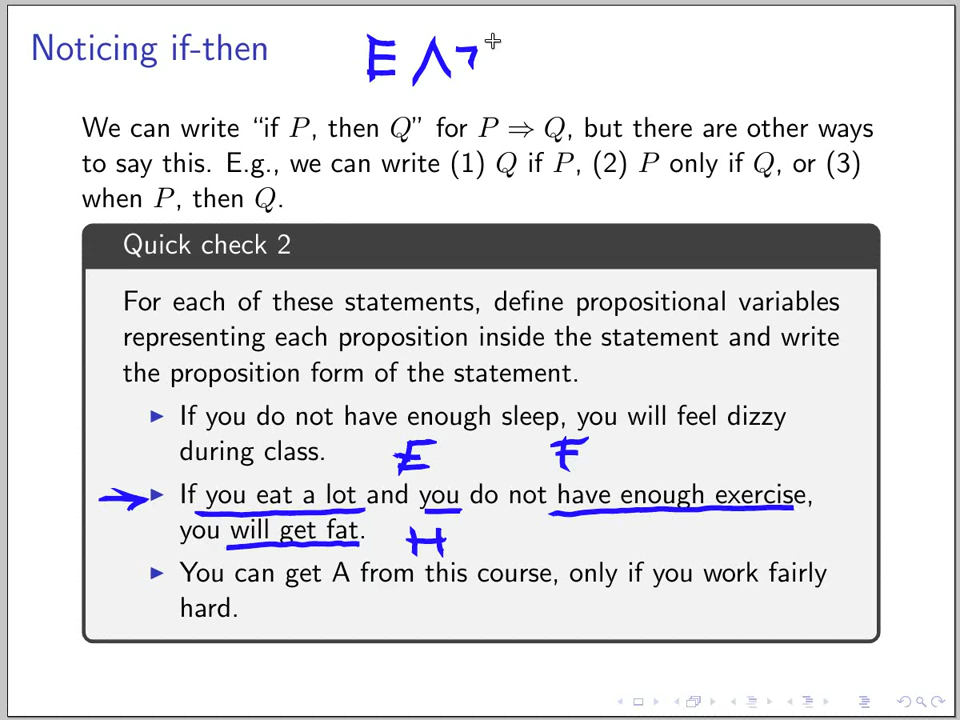 Noticing if-then E ∧ ¬
We can write “if P, then Q” for P ⇒ Q, but there are other ways
to say this. E.g., we can write (1) Q if P, (2) P only if Q, or (3)
when P, then Q.
Quick check 2
For each of these statements, define propositional variables
representing each proposition inside the statement and write
the proposition form of the statement.
▶ If you do not have enough sleep, you will feel dizzy
during class.
E F
▶ If you eat a lot and you do not have enough exercise,
you will get fat.
H
▶ You can get A from this course, only if you work fairly
hard.